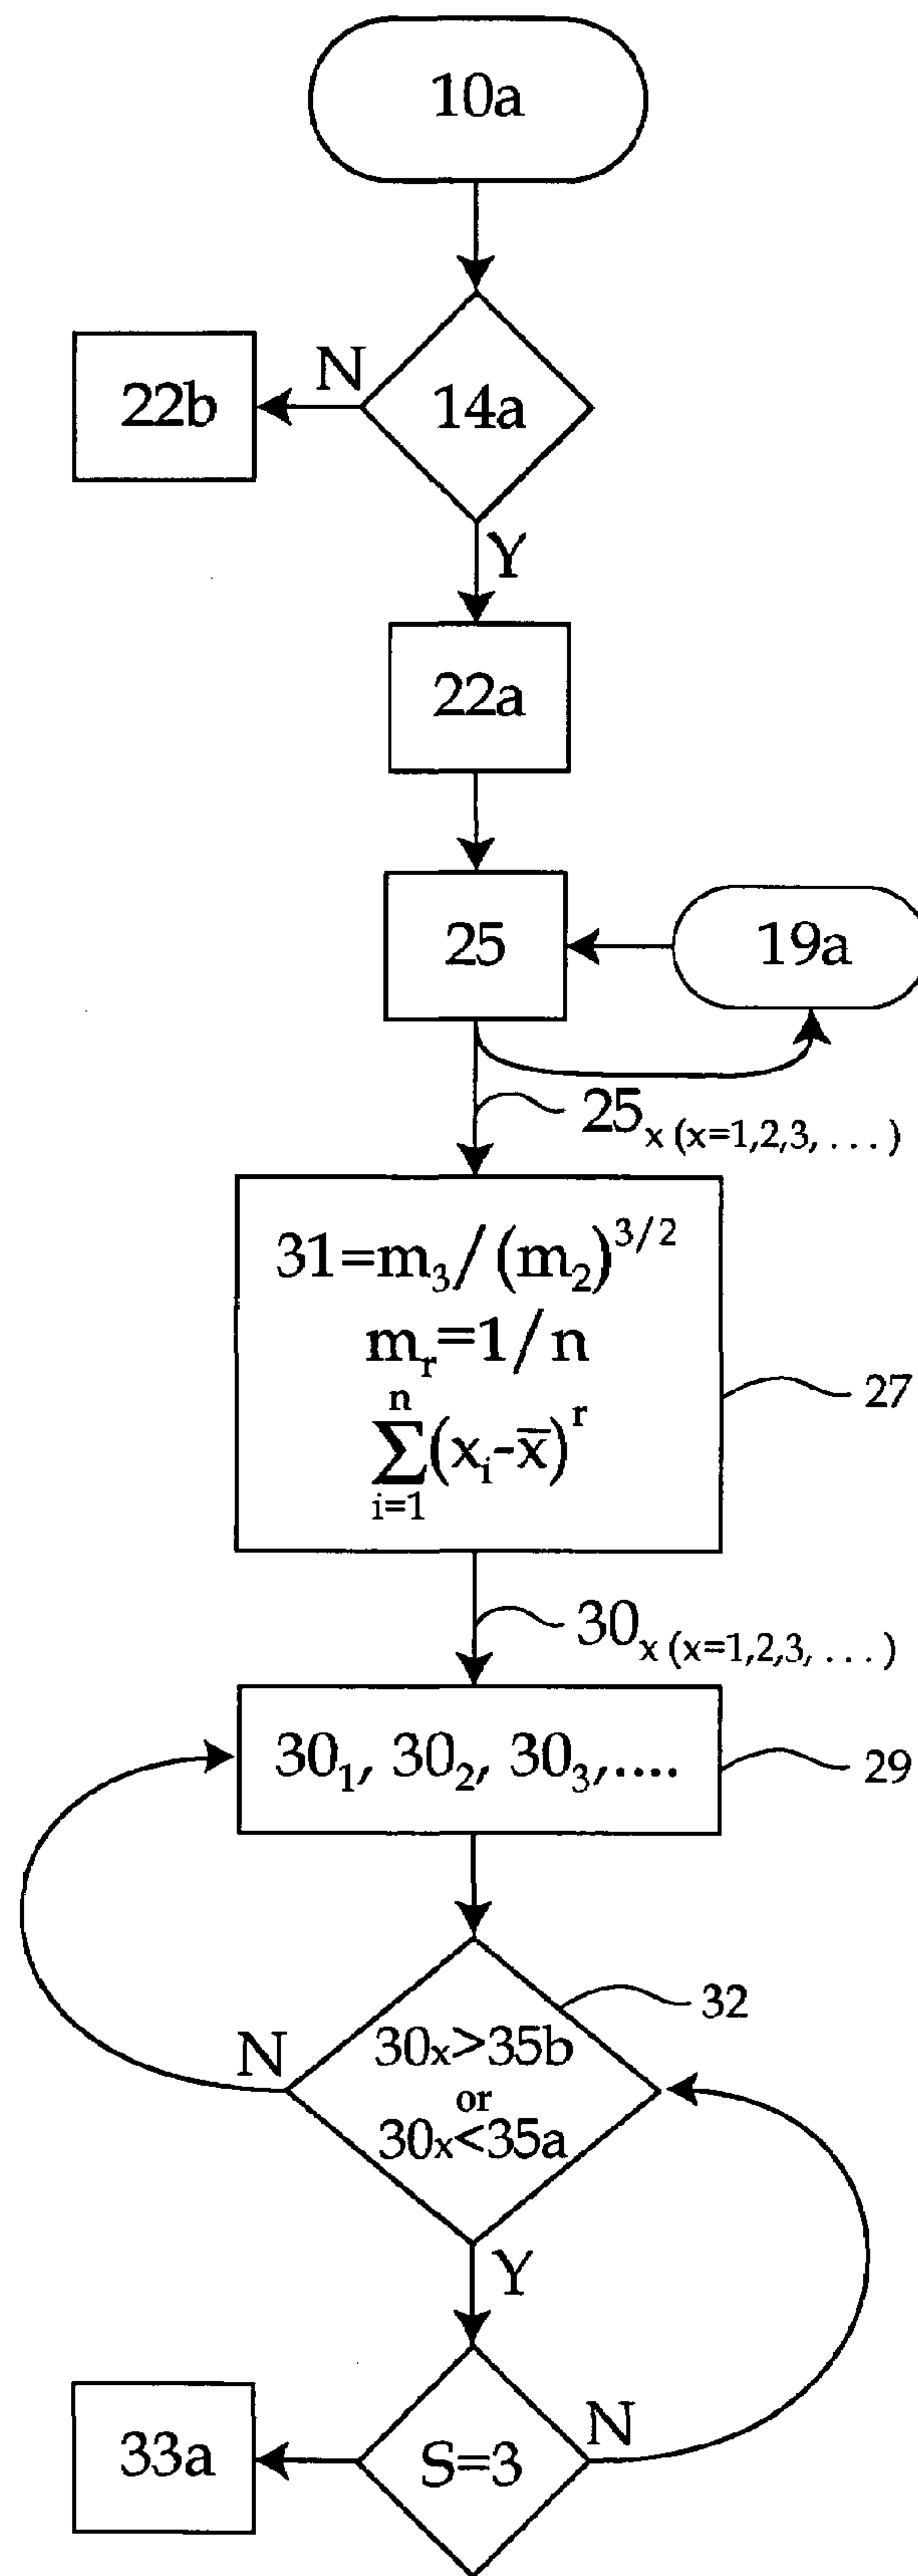 10a
N
22b
14a
Y
22a
25
19a
25x (x=1,2,3, . . . )
31=m₃/(m₂)^3/2
mᵣ=1/n
n
∑(xᵢ-x̄)^r
i=1
27
30x (x=1,2,3, . . . )
30₁, 30₂, 30₃,....
29
32
N
30x>35b
or
30x<35a
Y
33a
S=3
N